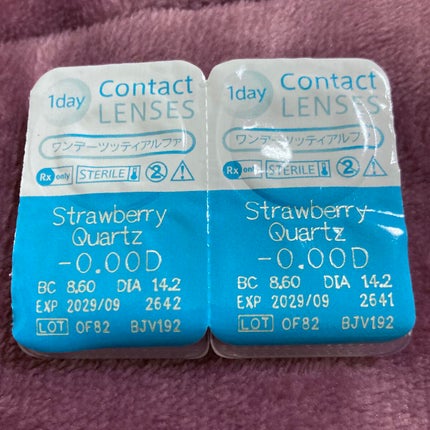 1day Contact LENSES
ワンデーツッティアルファ
Rx only STERILE 2
Strawberry
Quartz
-0.00D
BC 8.60 DIA 14.2
EXP 2029/09 2642
LOT OF82 BJV192
1day Contact LENSES
ワンデーツッティアルファ
Rx only STERILE 2
Strawberry
Quartz
-0.00D
BC 8.60 DIA 14.2
EXP 2029/09 2641
LOT OF82 BJV192